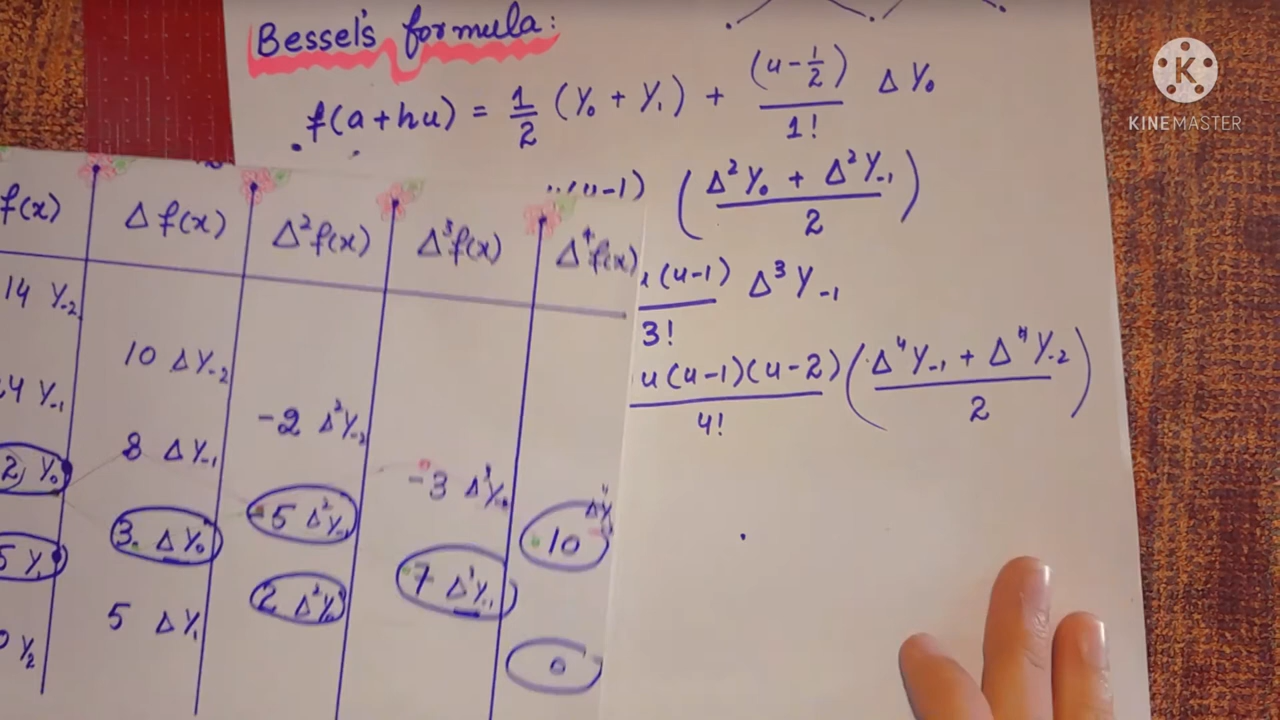 Bessel's formula:
f(a+hu) = 1/2 (Y₀ + Y₁) + (u - 1/2)/1! ΔY₀
(u-1) ((Δ²Y₀ + Δ²Y₋₁)/2)
(u-1)/3! Δ³Y₋₁
u(u-1)(u-2)/4! ((Δ⁴Y₋₁ + Δ⁴Y₋₂)/2)
f(x) Δf(x) Δ²f(x) Δ³f(x) Δ⁴f(x)
14 Y₋₂
10 ΔY₋₂
4 Y₋₁ -2 Δ²Y₋₂
8 ΔY₋₁ -3
2, Y₀ -5 10
3. ΔY₀ 7 Δ³Y₋₁
5 Y₁ 2 Δ²Y₀
5 ΔY₁ 0
Y₂
KINEMASTER